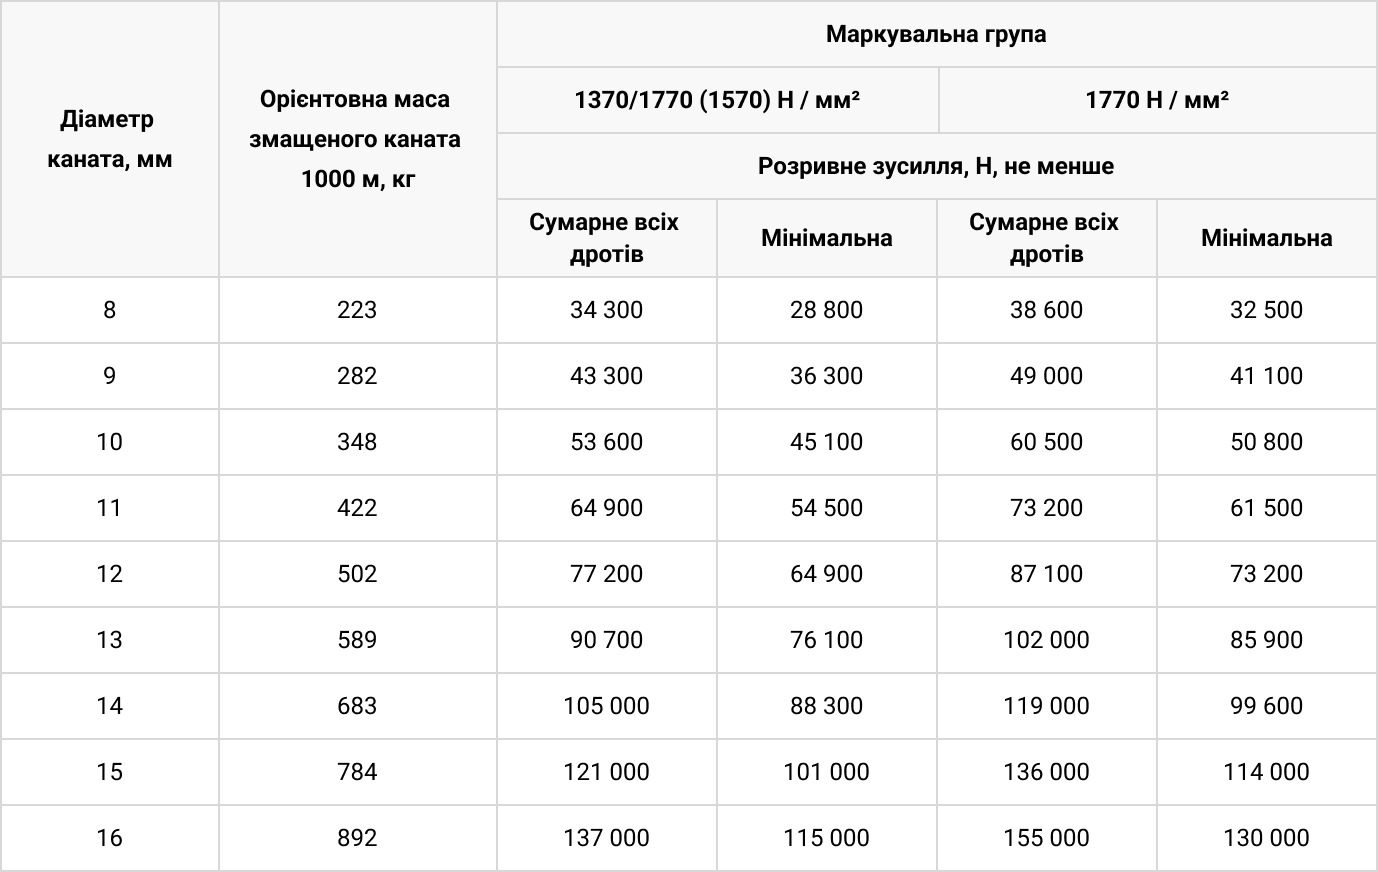 Діаметр
каната, мм
Орієнтовна маса
змащеного каната
1000 м, кг
Маркувальна група
1370/1770 (1570) Н / мм²
1770 Н / мм²
Розривне зусилля, Н, не менше
Сумарне всіх
дротів
Мінімальна
Сумарне всіх
дротів
Мінімальна
8 223 34 300 28 800 38 600 32 500
9 282 43 300 36 300 49 000 41 100
10 348 53 600 45 100 60 500 50 800
11 422 64 900 54 500 73 200 61 500
12 502 77 200 64 900 87 100 73 200
13 589 90 700 76 100 102 000 85 900
14 683 105 000 88 300 119 000 99 600
15 784 121 000 101 000 136 000 114 000
16 892 137 000 115 000 155 000 130 000